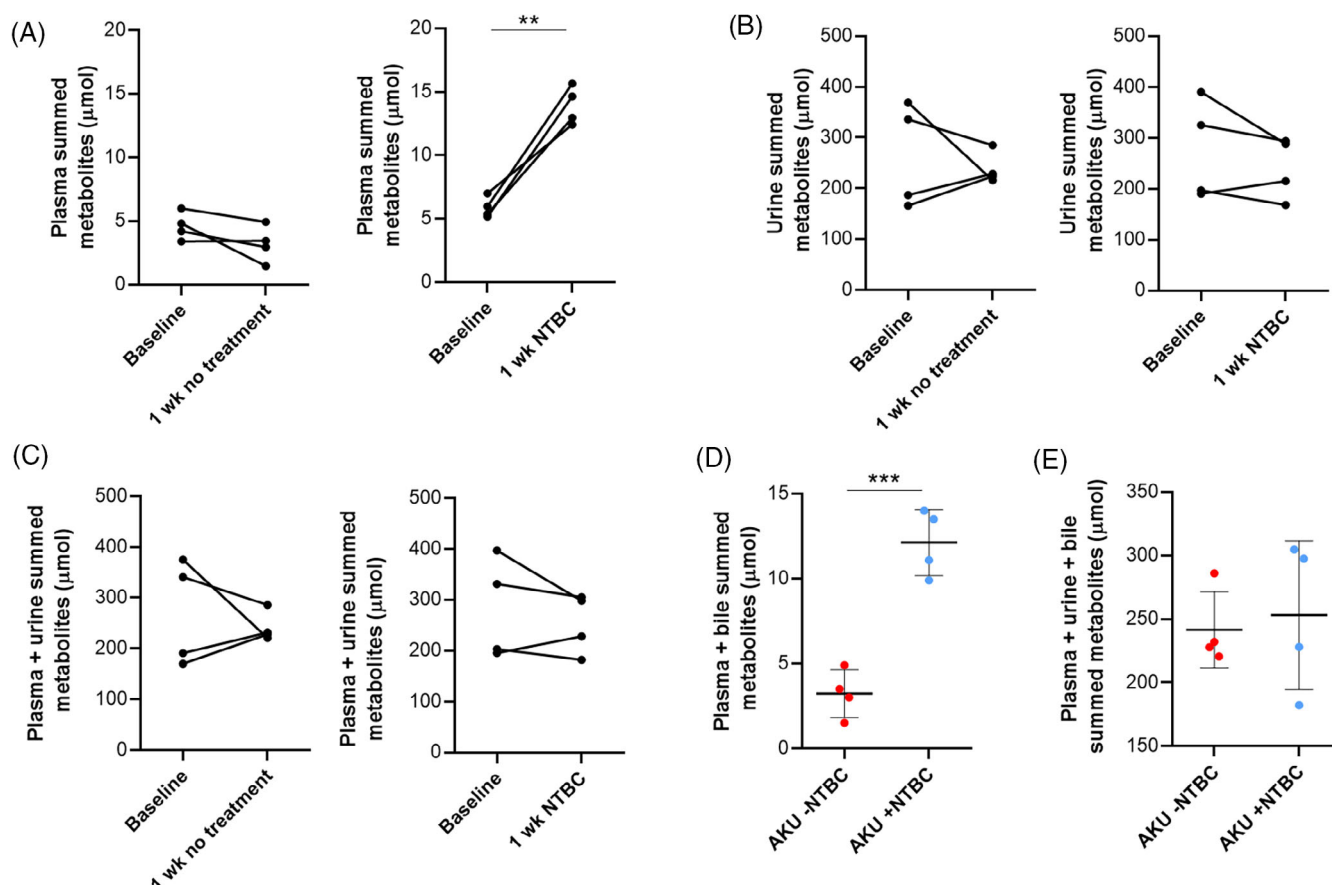 (A)
Plasma summed
metabolites (μmol)
20
15
10
5
0
Baseline
1 wk no treatment
Plasma summed
metabolites (μmol)
20
15
10
5
0
**
Baseline
1 wk NTBC
(B)
Urine summed
metabolites (μmol)
500
400
300
200
100
0
Baseline
1 wk no treatment
Urine summed
metabolites (μmol)
500
400
300
200
100
0
Baseline
1 wk NTBC
(C)
Plasma + urine summed
metabolites (μmol)
500
400
300
200
100
0
Baseline
1 wk no treatment
Plasma + urine summed
metabolites (μmol)
500
400
300
200
100
0
Baseline
1 wk NTBC
(D)
Plasma + bile summed
metabolites (μmol)
15
10
5
0
***
AKU -NTBC
AKU +NTBC
(E)
Plasma + urine + bile
summed metabolites (μmol)
350
300
250
200
150
AKU -NTBC
AKU +NTBC